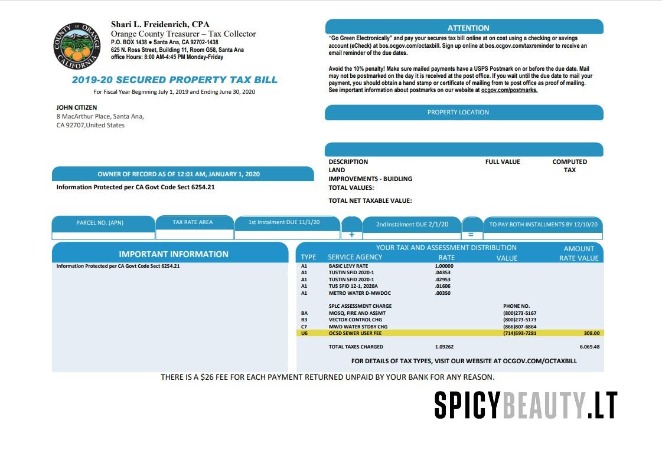 COUNTY OF ORANGE
CALIFORNIA
Shari L. Freidenrich, CPA
Orange County Treasurer – Tax Collector
P.O. BOX 1438 • Santa Ana, CA 92702-1438
625 N. Ross Street, Building 11, Room G58, Santa Ana
office Hours: 8:00 AM-4:45 PM Monday-Friday
2019-20 SECURED PROPERTY TAX BILL
For Fiscal Year Beginning July 1, 2019 and Ending June 30, 2020
JOHN CITIZEN
8 MacArthur Place, Santa Ana,
CA 92707,United States
ATTENTION
"Go Green Electronically" and pay your secures tax bill online at on cost using a checking or savings
account (eCheck) at bos.ocgov.com/octaxbill. Sign up online at bos.ocgov.com/taxreminder to receive an
email reminder of the due dates.
Avoid the 10% penalty! Make sure mailed payments have a USPS Postmark on or before the due date. Mail
may not be postmarked on the day it is received at the post office. If you wait until the due date to mail your
payment, you should obtain a hand stamp or certificate of mailing from to post office as proof of mailing.
See important information about postmarks on our website at ocgov.com/postmarks.
PROPERTY LOCATION
OWNER OF RECORD AS OF 12:01 AM, JANUARY 1, 2020
Information Protected per CA Govt Code Sect 6254.21
DESCRIPTION FULL VALUE COMPUTED
LAND TAX
IMPROVEMENTS - BUIDLING
TOTAL VALUES:
TOTAL NET TAXABLE VALUE:
PARCEL NO. (APN) TAX RATE AREA 1st Instalment DUE 11/1/20 + 2nd Instalment DUE 2/1/20 = TO PAY BOTH INSTALLMENTS BY 12/10/20
IMPORTANT INFORMATION
Information Protected per CA Govt Code Sect 6254.21
YOUR TAX AND ASSESSMENT DISTRIBUTION AMOUNT
TYPE SERVICE AGENCY RATE VALUE RATE VALUE
A1 BASIC LEVY RATE 1.00000
A1 TUSTIN SFID 2020-1 .04353
A1 TUSTIN SFID 2020-1 .02953
A1 TUS SFID 12-1, 2020A .01606
A1 METRO WATER D-MWDOC .00350
SPLC ASSESSMENT CHARGE PHONE NO.
BA MOSQ, FIRE AND ASSMT (800)273-5167
B3 VECTOR CONTROL CHG (800)273-5173
C7 MWD WATER STDBY CHG (866)807-6864
U6 OCSD SEWER USER FEE (714)593-7281 308.00
TOTAL TAXES CHARGED 1.09262 6.069.48
FOR DETAILS OF TAX TYPES, VISIT OUR WEBSITE AT OCGOV.COM/OCTAXBILL
THERE IS A $26 FEE FOR EACH PAYMENT RETURNED UNPAID BY YOUR BANK FOR ANY REASON.
SPICYBEAUTY.LT